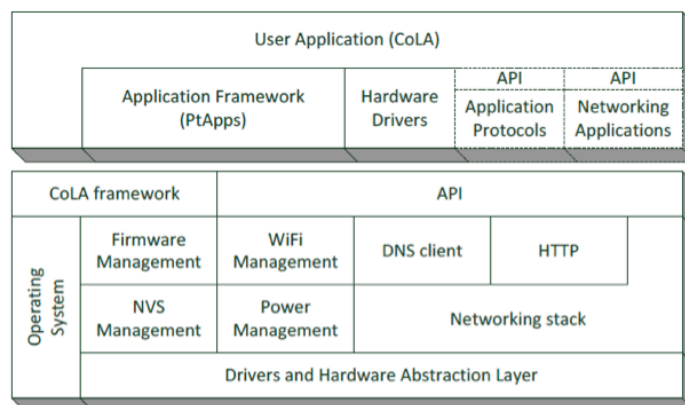 User Application (CoLA)
API
API
Application Framework
(PtApps)
Hardware
Drivers
Application
Protocols
Networking
Applications
CoLA framework
API
Operating
System
Firmware
Management
WiFi
Management
DNS client
HTTP
NVS
Management
Power
Management
Networking stack
Drivers and Hardware Abstraction Layer